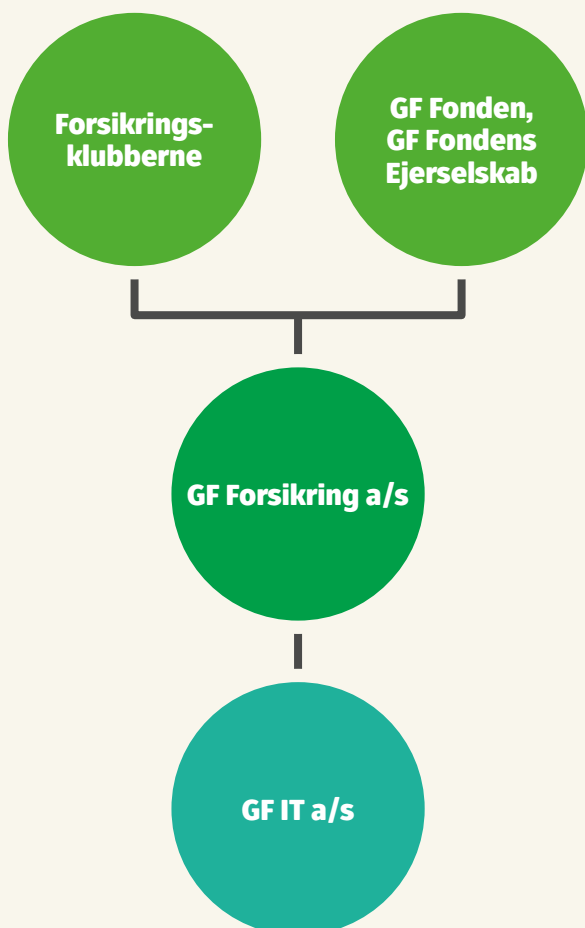 Forsikrings-
klubberne
GF Fonden,
GF Fondens
Ejerselskab
GF Forsikring a/s
GF IT a/s